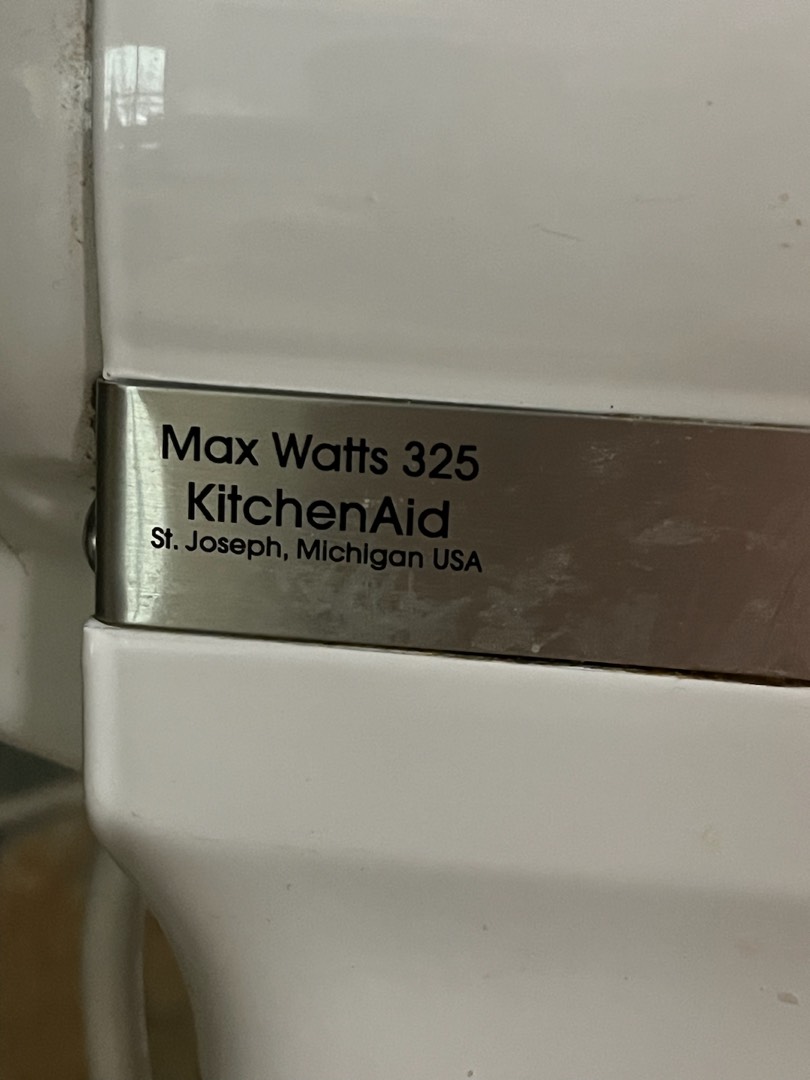 Max Watts 325
KitchenAid
St. Joseph, Michigan USA